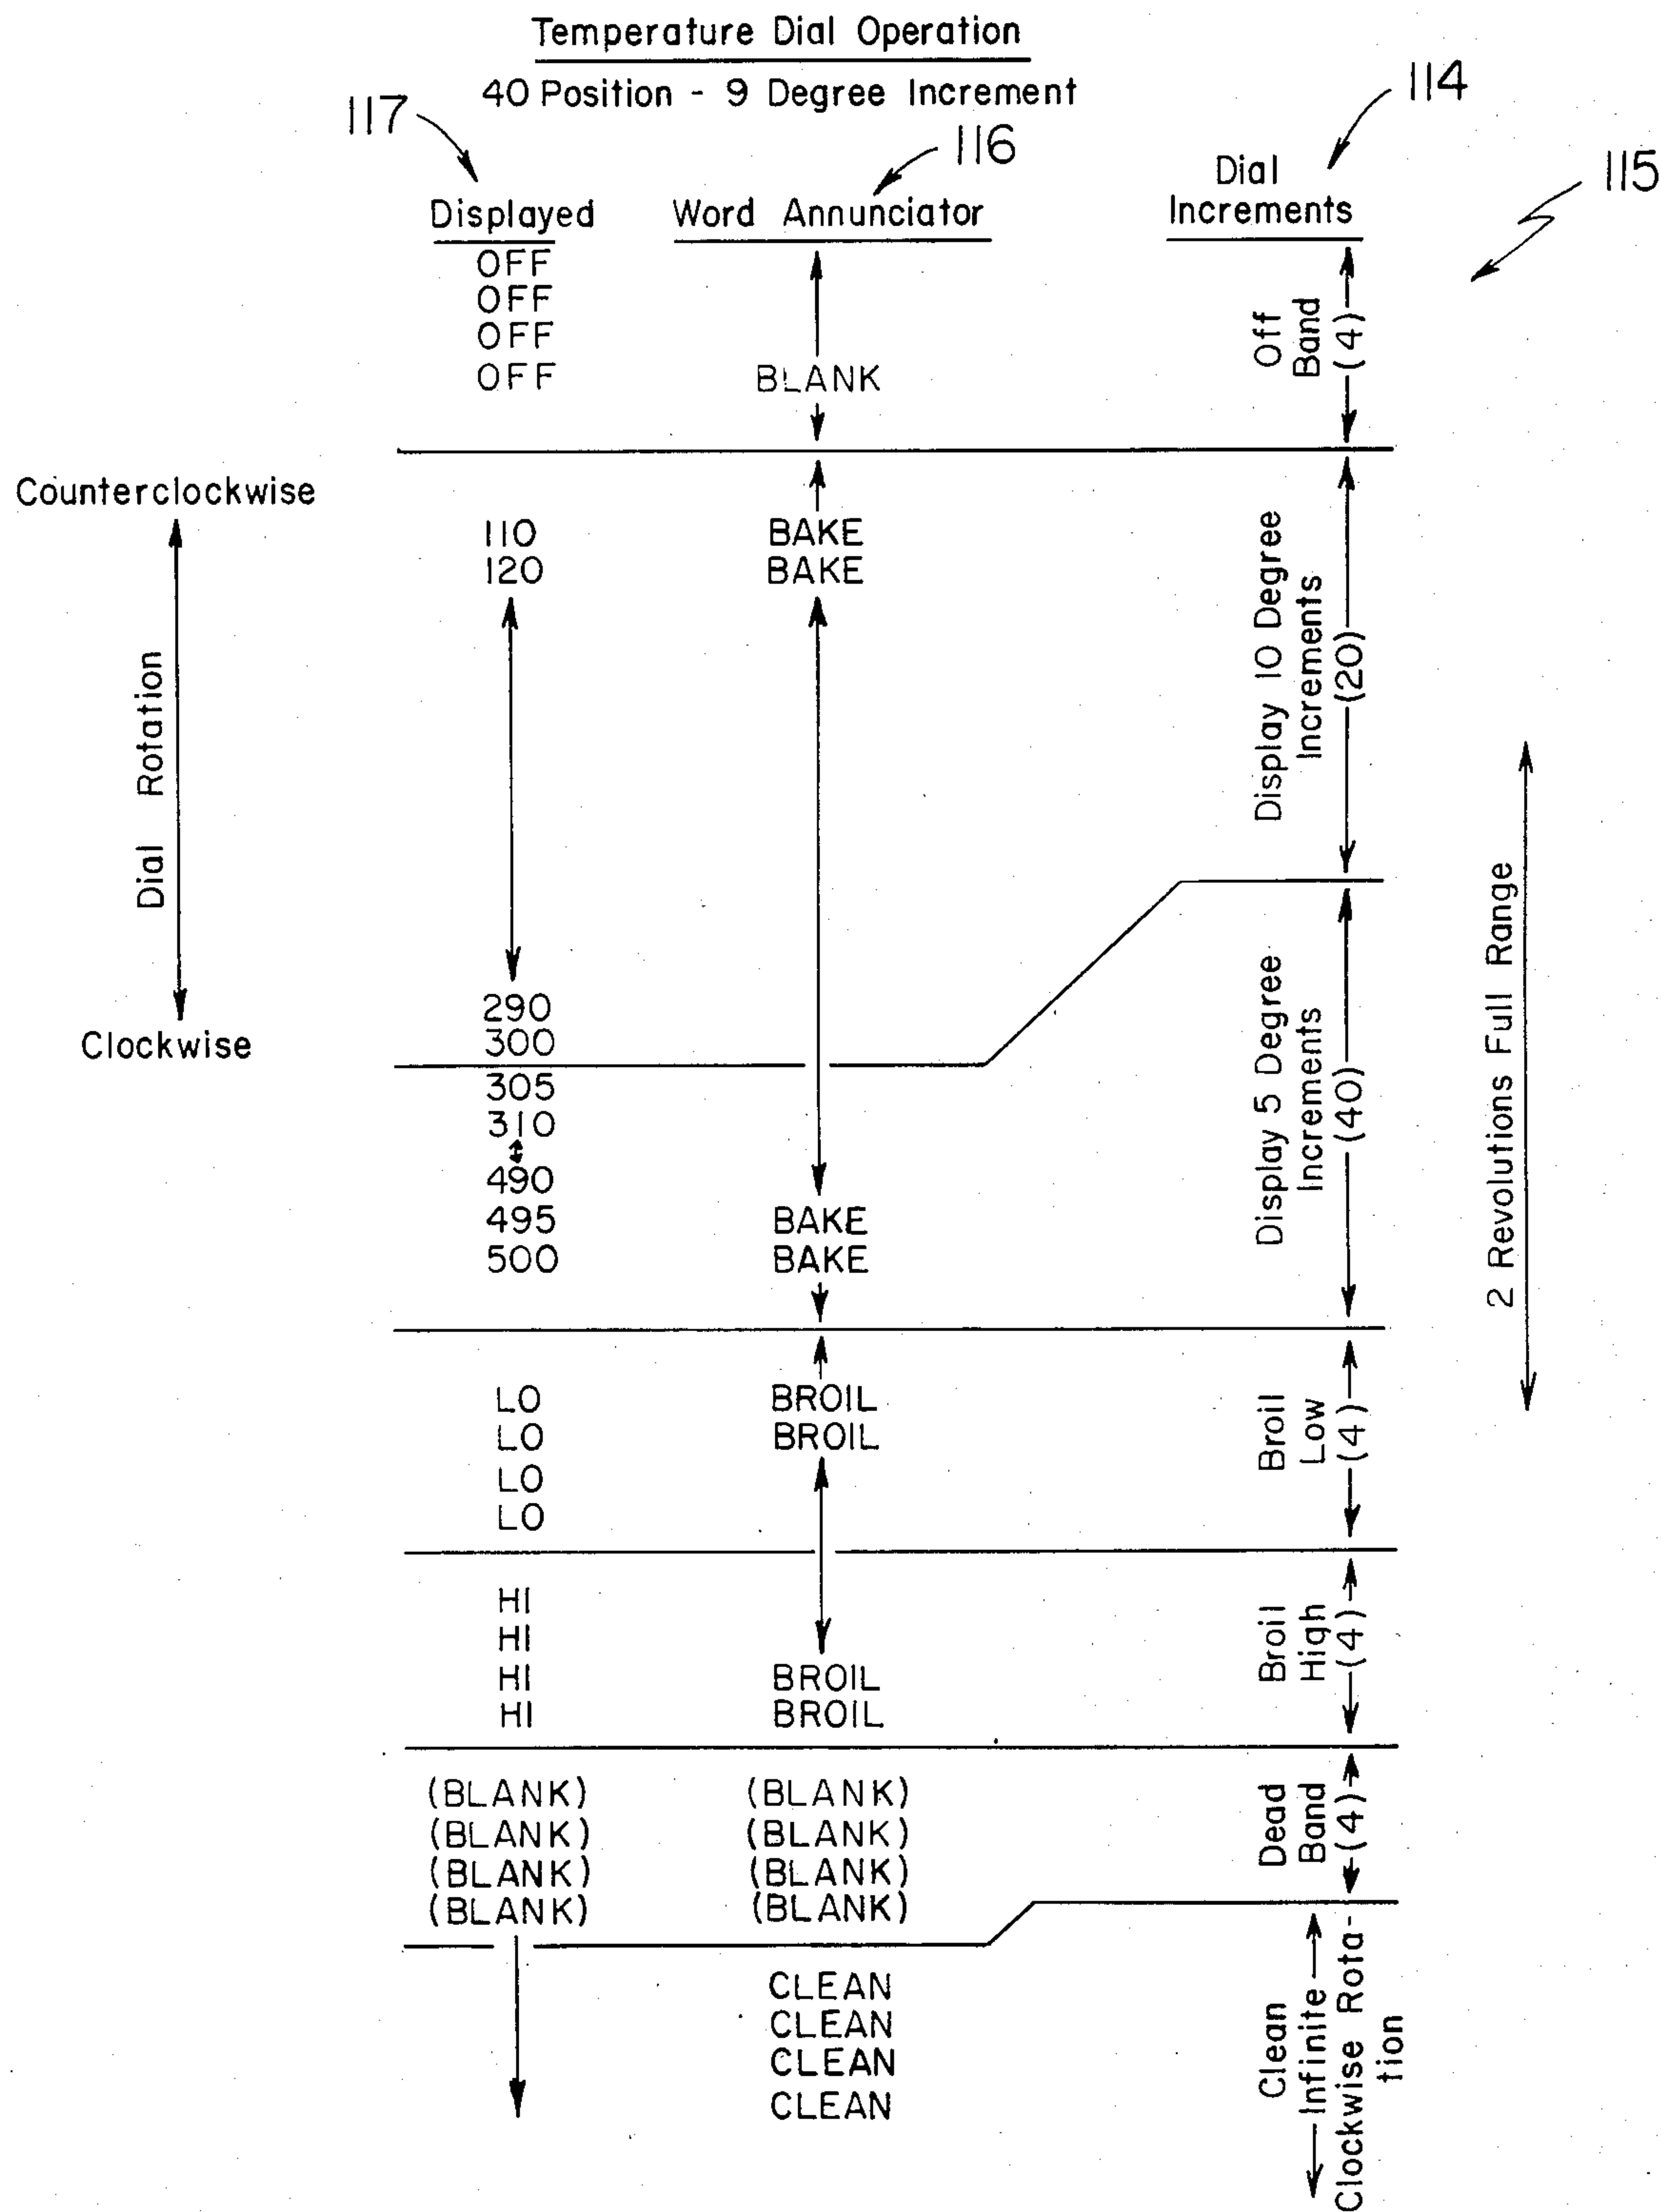 Temperature Dial Operation
40 Position - 9 Degree Increment
117
116
114
115
Displayed
Word Annunciator
Dial
Increments
OFF
OFF
OFF
OFF
BLANK
Off
Band
(4)
Counterclockwise
Dial Rotation
Clockwise
110
120
BAKE
BAKE
Display 10 Degree
Increments
(20)
290
300
305
310
490
495
500
BAKE
BAKE
Display 5 Degree
Increments
(40)
2 Revolutions Full Range
LO
LO
LO
LO
BROIL
BROIL
Broil
Low
(4)
HI
HI
HI
HI
BROIL
BROIL
Broil
High
(4)
(BLANK) (BLANK)
(BLANK) (BLANK)
(BLANK) (BLANK)
(BLANK) (BLANK)
Dead
Band
(4)
CLEAN
CLEAN
CLEAN
CLEAN
Clean
Infinite
Clockwise Rota-
tion